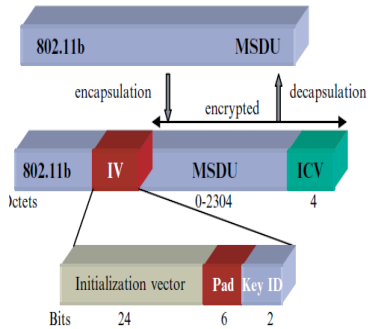 802.11b MSDU
encapsulation decapsulation
encrypted
802.11b IV MSDU ICV
Octets 0-2304 4
Initialization vector Pad Key ID
Bits 24 6 2